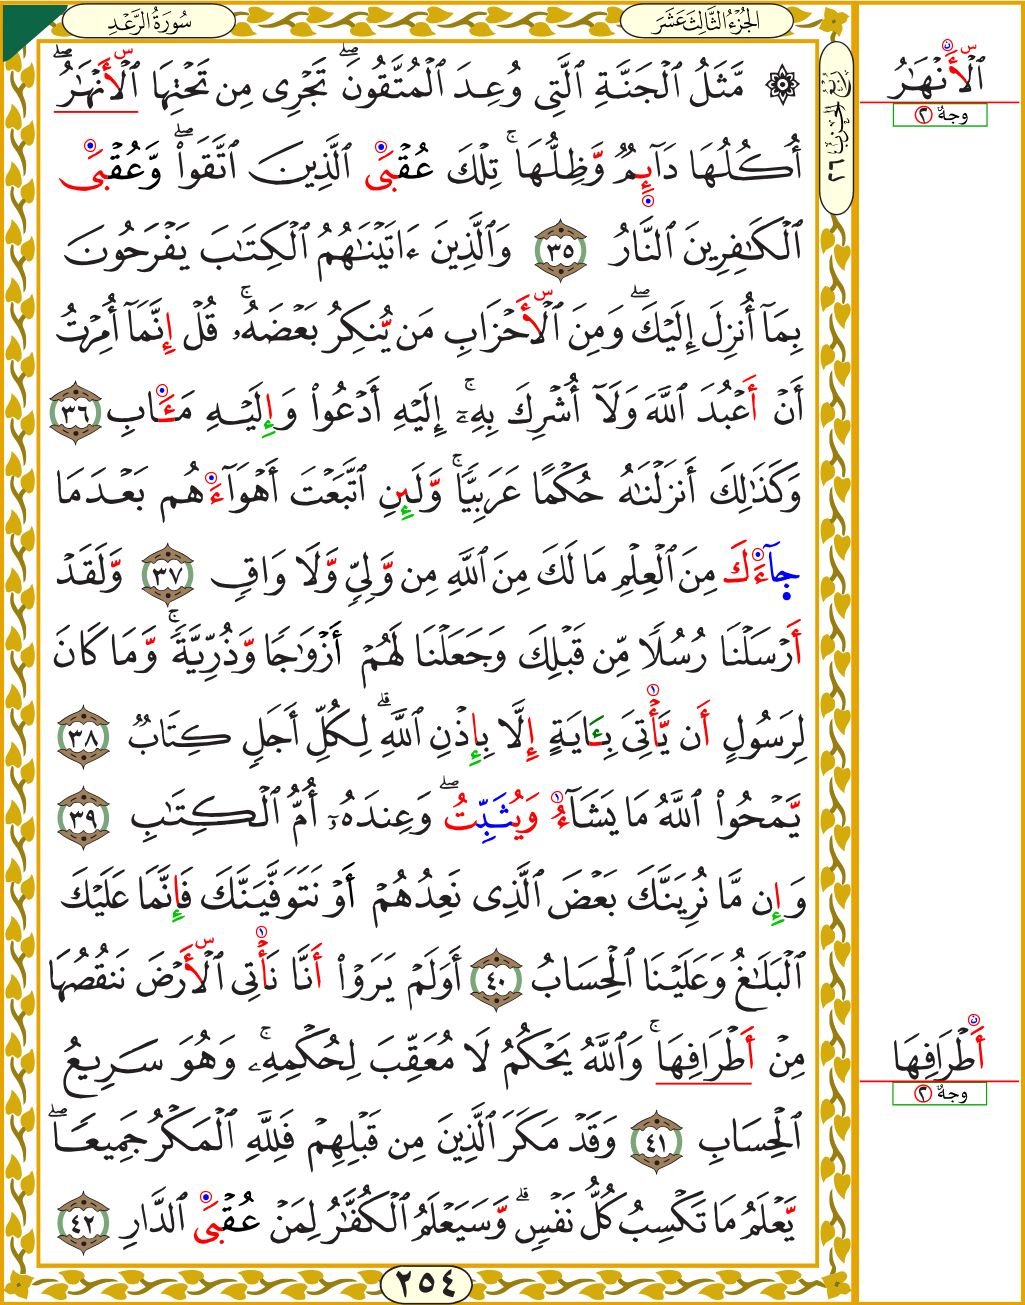 سُورَةُ الرَّعْدِ
الجُزْءُ الثَّالِثَ عَشَرَ
رُبْعُ الحِزْبِ ٢٦
۞ مَّثَلُ ٱلْجَنَّةِ ٱلَّتِى وُعِدَ ٱلْمُتَّقُونَۖ تَجْرِى مِن تَحْتِهَا ٱلْأَنْهَٰرُۖ
أُكُلُهَا دَآئِمٌ وَّظِلُّهَاۚ تِلْكَ عُقْبَى ٱلَّذِينَ ٱتَّقَوا۟ۖ وَّعُقْبَى
ٱلْكَٰفِرِينَ ٱلنَّارُ ٣٥ وَٱلَّذِينَ ءَاتَيْنَٰهُمُ ٱلْكِتَٰبَ يَفْرَحُونَ
بِمَآ أُنزِلَ إِلَيْكَۖ وَمِنَ ٱلْأَحْزَابِ مَن يُّنكِرُ بَعْضَهُۥۚ قُلْ إِنَّمَآ أُمِرْتُ
أَنْ أَعْبُدَ ٱللَّهَ وَلَآ أُشْرِكَ بِهِۦٓۚ إِلَيْهِ أَدْعُوا۟ وَإِلَيْهِ مَـَٔابِ ٣٦
وَكَذَٰلِكَ أَنزَلْنَٰهُ حُكْمًا عَرَبِيًّاۚ وَّلَئِنِ ٱتَّبَعْتَ أَهْوَآءَهُم بَعْدَمَا
جَآءَكَ مِنَ ٱلْعِلْمِ مَا لَكَ مِنَ ٱللَّهِ مِن وَّلِىٍّ وَّلَا وَاقٍ ٣٧ وَّلَقَدْ
أَرْسَلْنَا رُسُلًا مِّن قَبْلِكَ وَجَعَلْنَا لَهُمْ أَزْوَٰجًا وَّذُرِّيَّةًۚ وَّمَا كَانَ
لِرَسُولٍ أَن يَّأْتِىَ بِـَٔايَةٍ إِلَّا بِإِذْنِ ٱللَّهِۗ لِكُلِّ أَجَلٍ كِتَابٌ ٣٨
يَّمْحُوا۟ ٱللَّهُ مَا يَشَآءُ وَيُثَبِّتُۖ وَعِندَهُۥٓ أُمُّ ٱلْكِتَٰبِ ٣٩
وَإِن مَّا نُرِيَنَّكَ بَعْضَ ٱلَّذِى نَعِدُهُمْ أَوْ نَتَوَفَّيَنَّكَ فَإِنَّمَا عَلَيْكَ
ٱلْبَلَٰغُ وَعَلَيْنَا ٱلْحِسَابُ ٤٠ أَوَلَمْ يَرَوْا۟ أَنَّا نَأْتِى ٱلْأَرْضَ نَنقُصُهَا
مِنْ أَطْرَافِهَاۚ وَٱللَّهُ يَحْكُمُ لَا مُعَقِّبَ لِحُكْمِهِۦۚ وَهُوَ سَرِيعُ
ٱلْحِسَابِ ٤١ وَقَدْ مَكَرَ ٱلَّذِينَ مِن قَبْلِهِمْ فَلِلَّهِ ٱلْمَكْرُ جَمِيعًاۖ
يَّعْلَمُ مَا تَكْسِبُ كُلُّ نَفْسٍۗ وَّسَيَعْلَمُ ٱلْكُفَّٰرُ لِمَنْ عُقْبَى ٱلدَّارِ ٤٢
٢٥٤
ٱلْأَنْهَٰرُ
وجهٌ ٢
أَطْرَافِهَا
وجهٌ ٢